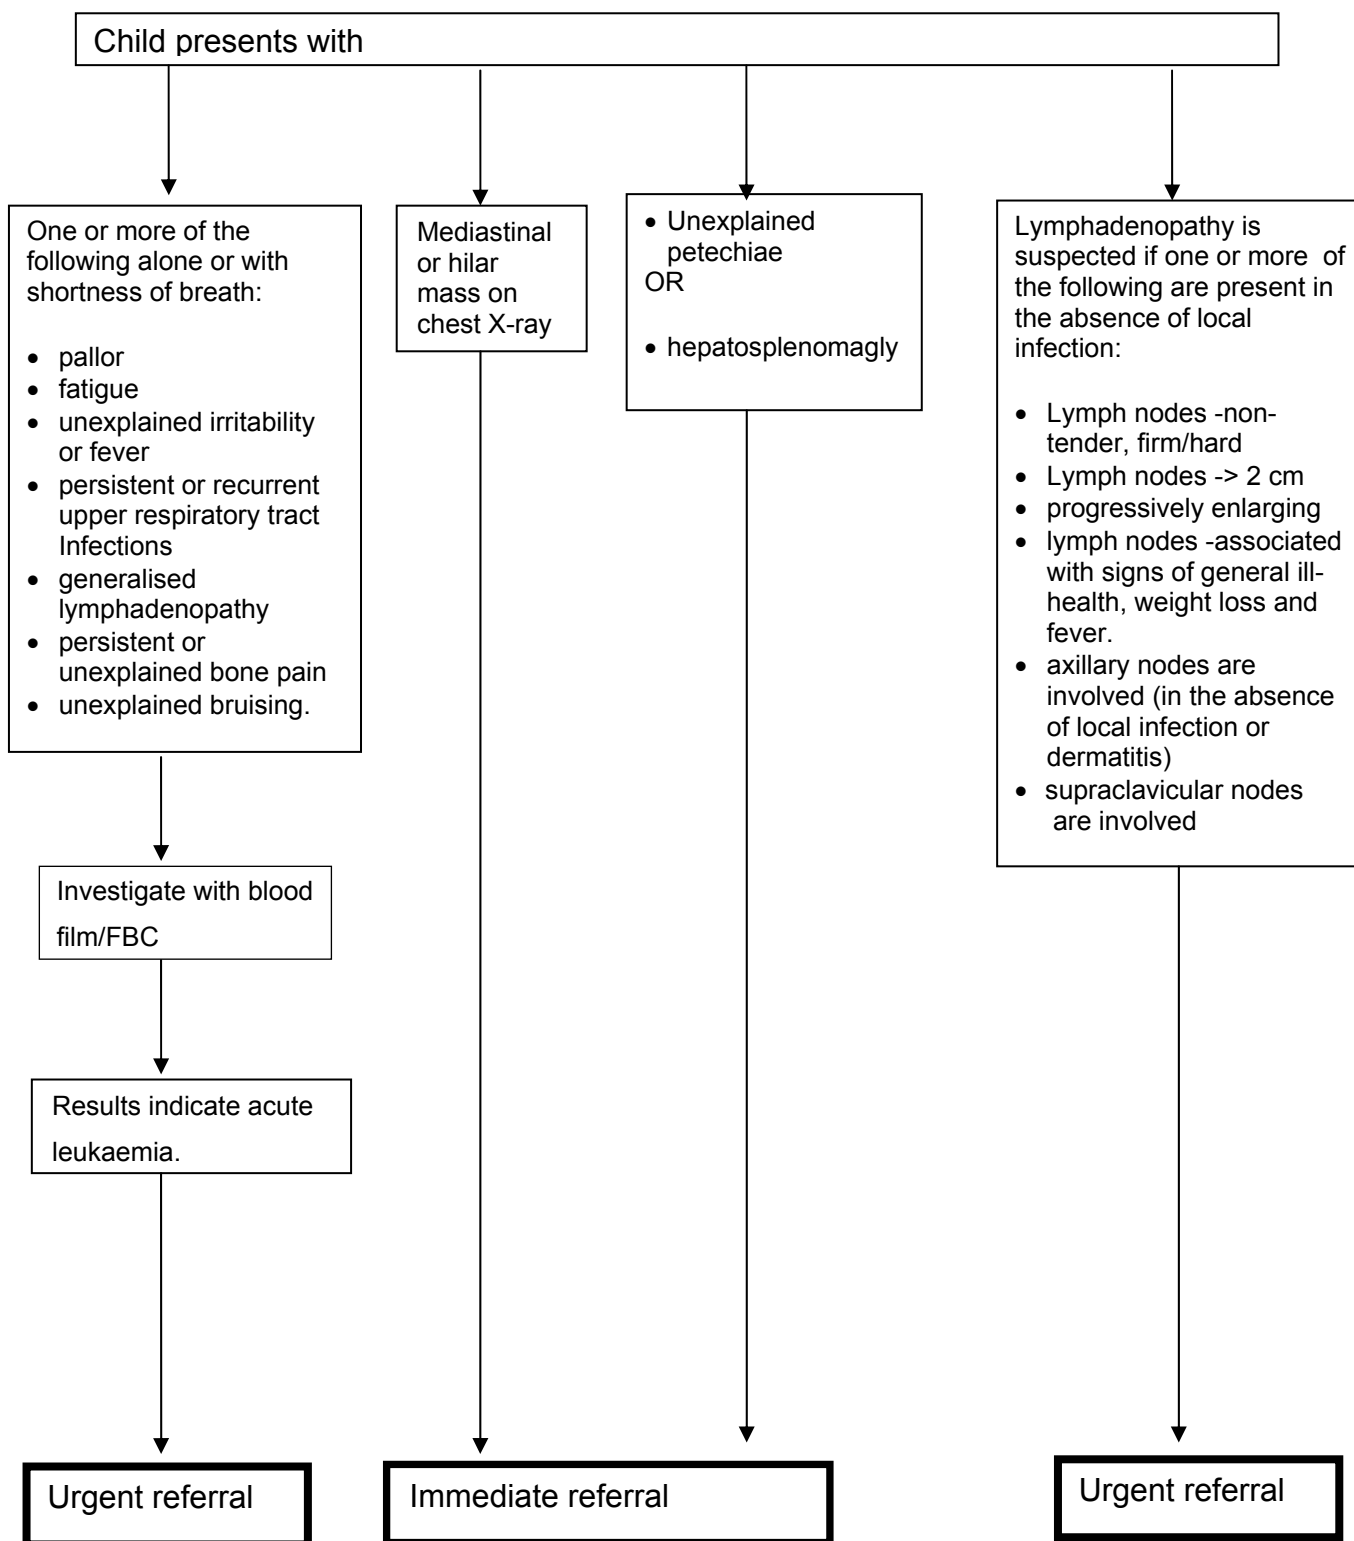 Child presents with
One or more of the
following alone or with
shortness of breath:
• pallor
• fatigue
• unexplained irritability
or fever
• persistent or recurrent
upper respiratory tract
Infections
• generalised
lymphadenopathy
• persistent or
unexplained bone pain
• unexplained bruising.
Investigate with blood
film/FBC
Results indicate acute
leukaemia.
Urgent referral
Mediastinal
or hilar
mass on
chest X-ray
• Unexplained
petechiae
OR
• hepatosplenomagly
Immediate referral
Lymphadenopathy is
suspected if one or more of
the following are present in
the absence of local
infection:
• Lymph nodes -non-
tender, firm/hard
• Lymph nodes -> 2 cm
• progressively enlarging
• lymph nodes -associated
with signs of general ill-
health, weight loss and
fever.
• axillary nodes are
involved (in the absence
of local infection or
dermatitis)
• supraclavicular nodes
are involved
Urgent referral